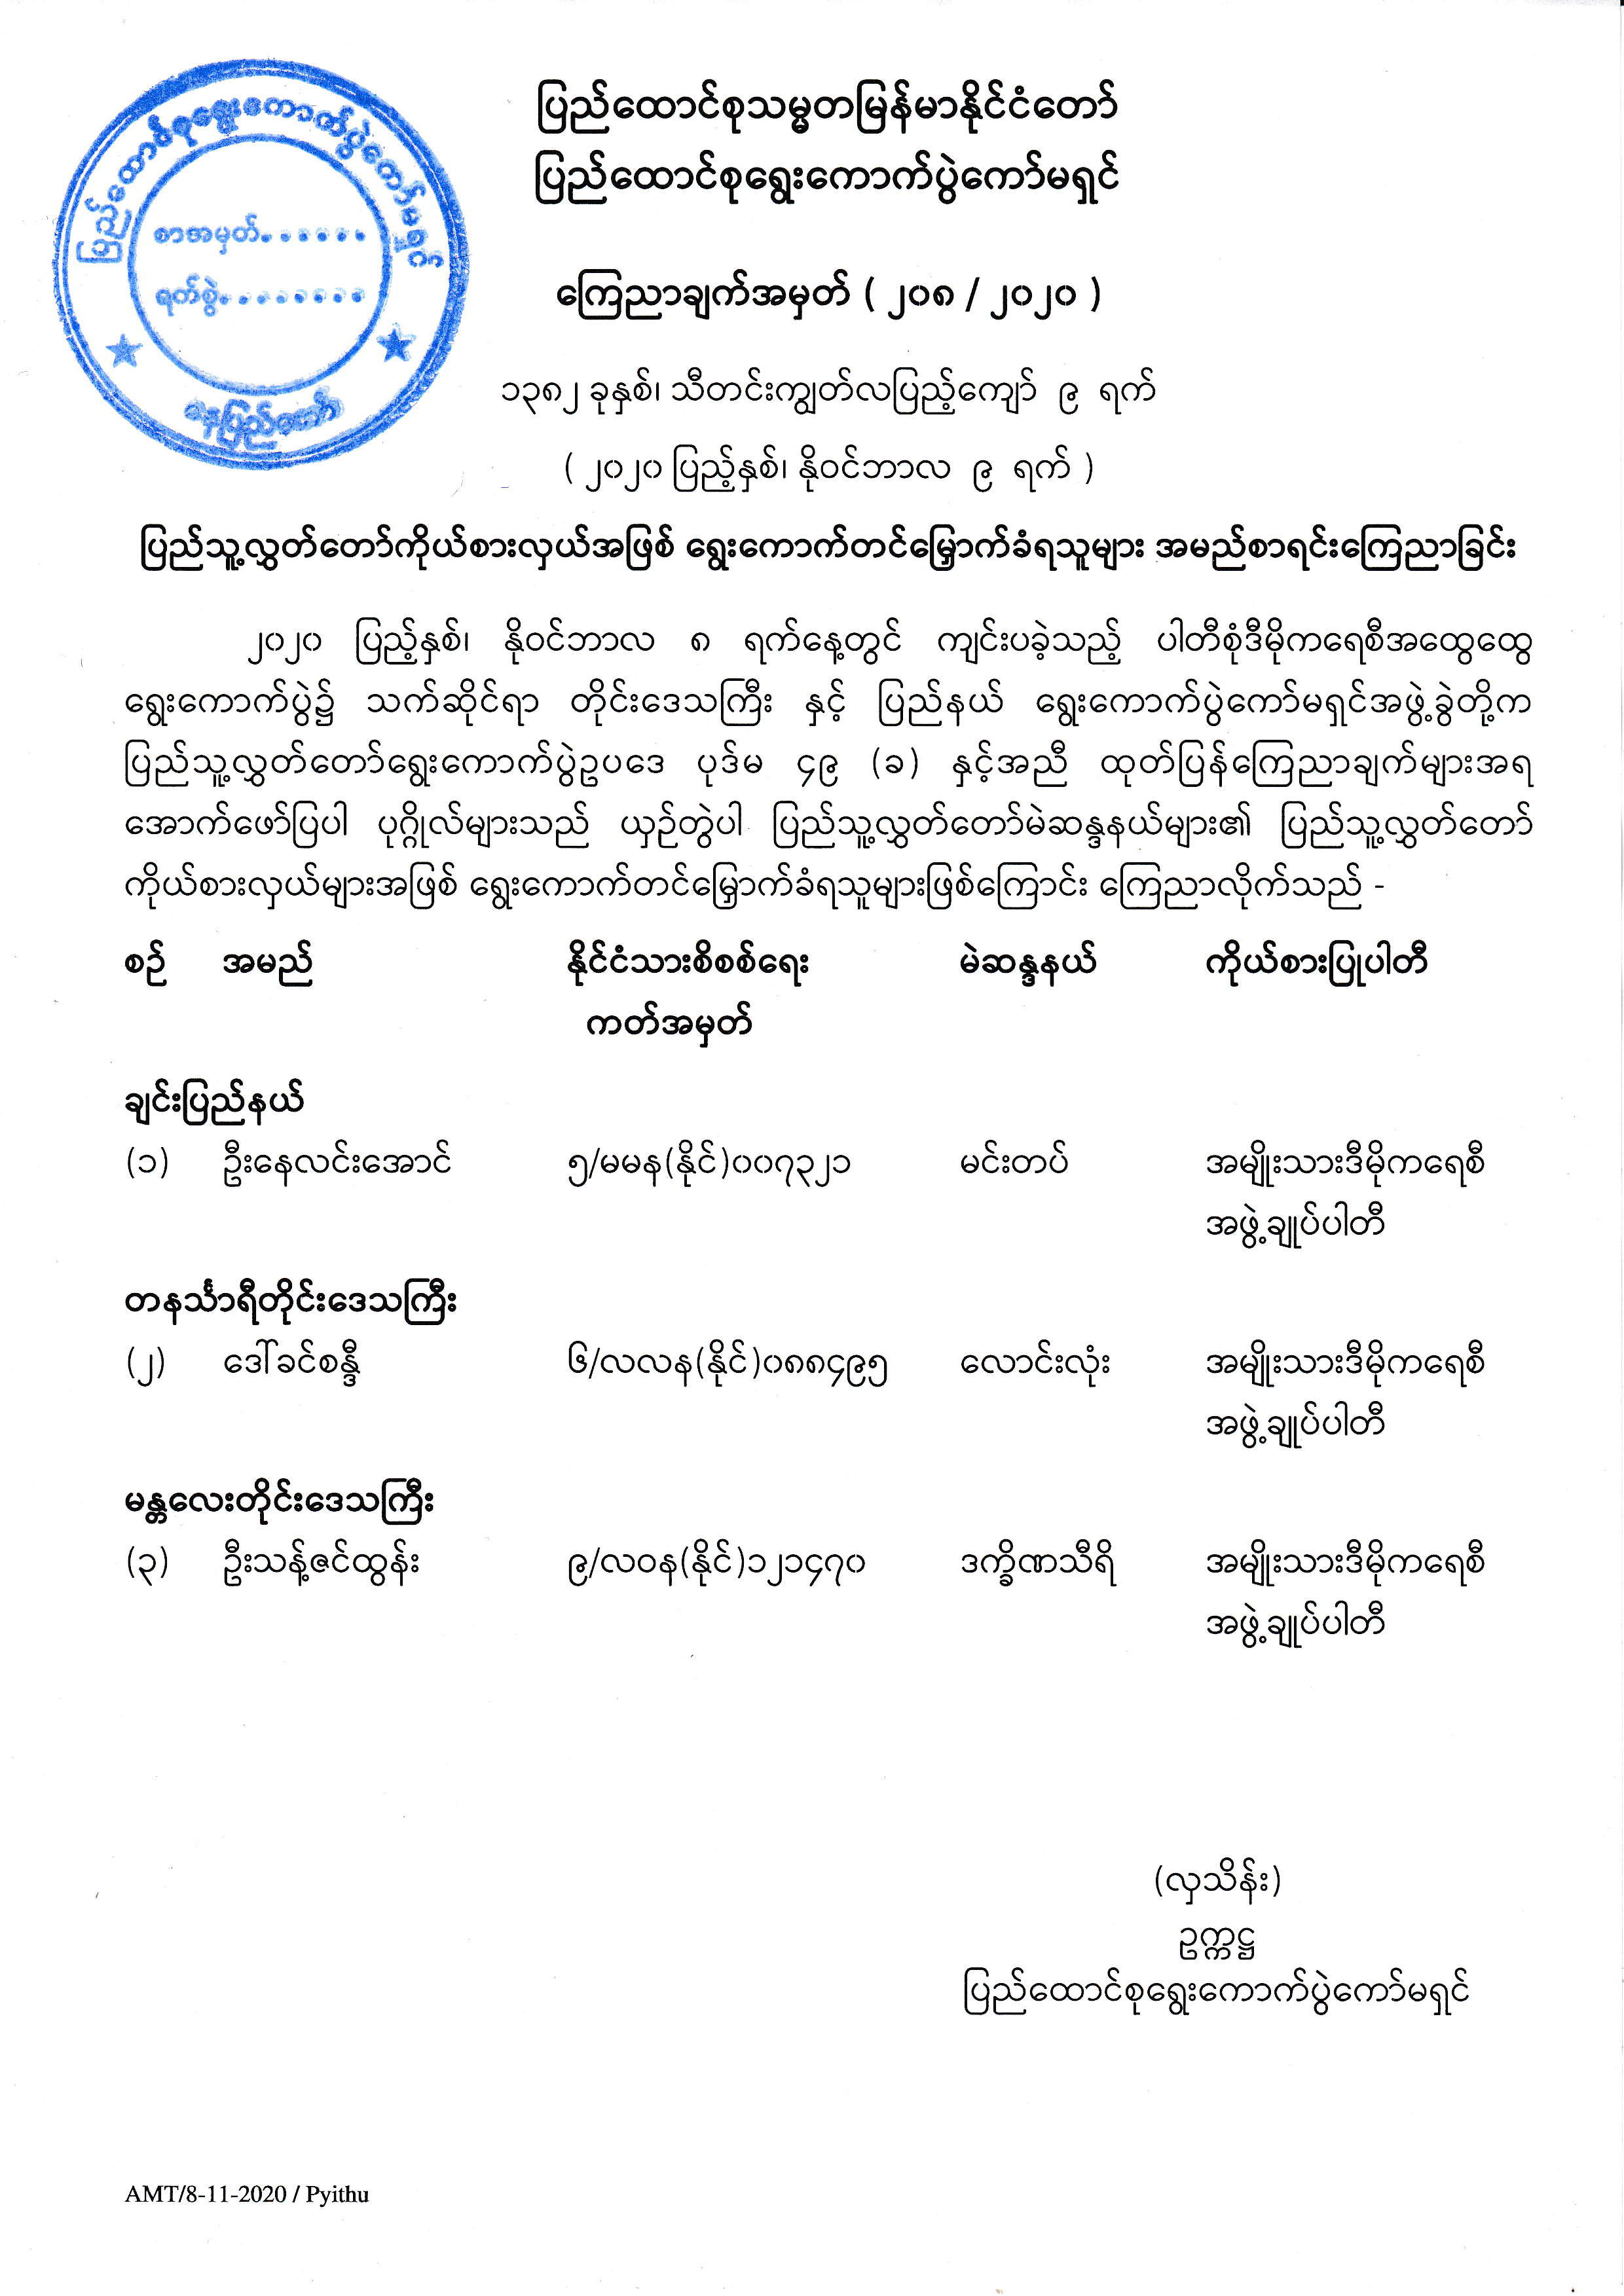 ပြည်ထောင်စုရွေးကောက်ပွဲကော်မရှင်
စာအမှတ်.......
ရက်စွဲ.........
နေပြည်တော်
ပြည်ထောင်စုသမ္မတမြန်မာနိုင်ငံတော်
ပြည်ထောင်စုရွေးကောက်ပွဲကော်မရှင်
ကြေညာချက်အမှတ် ( ၂၀၈ / ၂၀၂၀ )
၁၃၈၂ ခုနှစ်၊ သီတင်းကျွတ်လပြည့်ကျော် ၉ ရက်
( ၂၀၂၀ ပြည့်နှစ်၊ နိုဝင်ဘာလ ၉ ရက် )
ပြည်သူ့လွှတ်တော်ကိုယ်စားလှယ်အဖြစ် ရွေးကောက်တင်မြှောက်ခံရသူများ အမည်စာရင်းကြေညာခြင်း
၂၀၂၀ ပြည့်နှစ်၊ နိုဝင်ဘာလ ၈ ရက်နေ့တွင် ကျင်းပခဲ့သည့် ပါတီစုံဒီမိုကရေစီအထွေထွေ
ရွေးကောက်ပွဲ၌ သက်ဆိုင်ရာ တိုင်းဒေသကြီး နှင့် ပြည်နယ် ရွေးကောက်ပွဲကော်မရှင်အဖွဲ့ခွဲတို့က
ပြည်သူ့လွှတ်တော်ရွေးကောက်ပွဲဥပဒေ ပုဒ်မ ၄၉ (ခ) နှင့်အညီ ထုတ်ပြန်ကြေညာချက်များအရ
အောက်ဖော်ပြပါ ပုဂ္ဂိုလ်များသည် ယှဉ်တွဲပါ ပြည်သူ့လွှတ်တော်မဲဆန္ဒနယ်များ၏ ပြည်သူ့လွှတ်တော်
ကိုယ်စားလှယ်များအဖြစ် ရွေးကောက်တင်မြှောက်ခံရသူများဖြစ်ကြောင်း ကြေညာလိုက်သည် -
စဉ် အမည် နိုင်ငံသားစိစစ်ရေး မဲဆန္ဒနယ် ကိုယ်စားပြုပါတီ
ကတ်အမှတ်
ချင်းပြည်နယ်
(၁) ဦးနေလင်းအောင် ၅/မမန(နိုင်)၀၀၇၃၂၁ မင်းတပ် အမျိုးသားဒီမိုကရေစီ
အဖွဲ့ချုပ်ပါတီ
တနင်္သာရီတိုင်းဒေသကြီး
(၂) ဒေါ်ခင်စန္ဒီ ၆/လလန(နိုင်)၀၈၈၄၉၅ လောင်းလုံး အမျိုးသားဒီမိုကရေစီ
အဖွဲ့ချုပ်ပါတီ
မန္တလေးတိုင်းဒေသကြီး
(၃) ဦးသန့်ဇင်ထွန်း ၉/လဝန(နိုင်)၁၂၁၄၇၀ ဒက္ခိဏသီရိ အမျိုးသားဒီမိုကရေစီ
အဖွဲ့ချုပ်ပါတီ
(လှသိန်း)
ဥက္ကဋ္ဌ
ပြည်ထောင်စုရွေးကောက်ပွဲကော်မရှင်
AMT/8-11-2020 / Pyithu